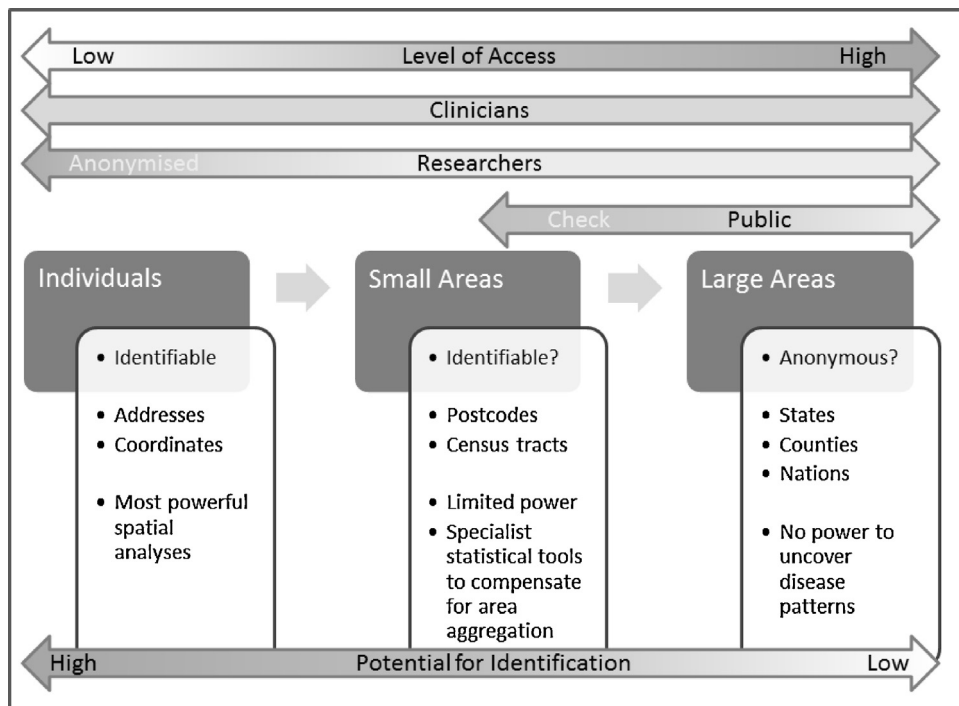 Low Level of Access High
Clinicians
Anonymised Researchers
Check Public
Individuals
• Identifiable
• Addresses
• Coordinates
• Most powerful
spatial
analyses
Small Areas
• Identifiable?
• Postcodes
• Census tracts
• Limited power
• Specialist
statistical tools
to compensate
for area
aggregation
Large Areas
• Anonymous?
• States
• Counties
• Nations
• No power to
uncover
disease
patterns
High Potential for Identification Low